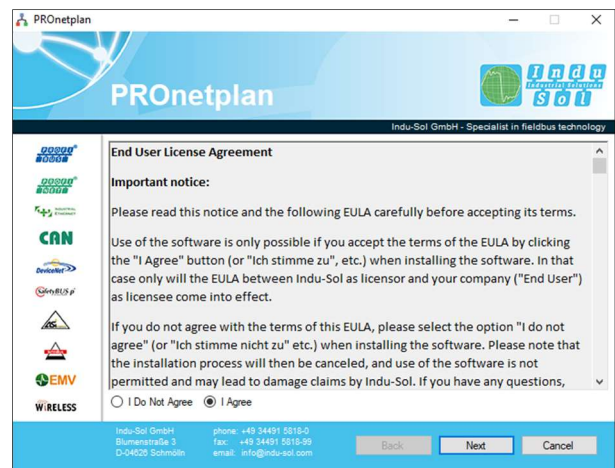 PROnetplan
PROnetplan
Indu
Industrial Solutions
Sol
Indu-Sol GmbH - Specialist in fieldbus technology
End User License Agreement
Important notice:
Please read this notice and the following EULA carefully before accepting its terms.
Use of the software is only possible if you accept the terms of the EULA by clicking
the "I Agree" button (or "Ich stimme zu", etc.) when installing the software. In that
case only will the EULA between Indu-Sol as licensor and your company ("End User")
as licensee come into effect.
If you do not agree with the terms of this EULA, please select the option "I do not
agree" (or "Ich stimme nicht zu" etc.) when installing the software. Please note that
the installation process will then be canceled, and use of the software is not
permitted and may lead to damage claims by Indu-Sol. If you have any questions,
INDUSTRIAL
ETHERNET
CAN
DeviceNet
SafetyBUS p
EMV
WiRELESS
I Do Not Agree
I Agree
Indu-Sol GmbH
Blumenstraße 3
D-04626 Schmölln
phone: +49 34491 5818-0
fax: +49 34491 5818-99
email: info@indu-sol.com
Back
Next
Cancel